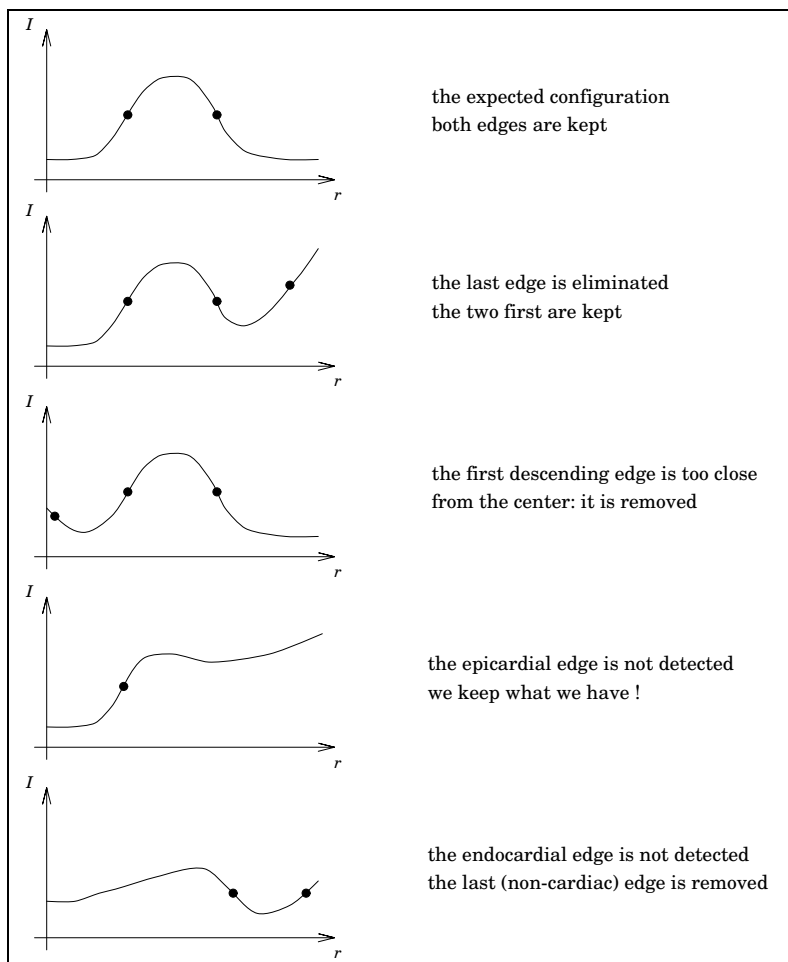 I
the expected configuration
both edges are kept
r
I
the last edge is eliminated
the two first are kept
r
I
the first descending edge is too close
from the center: it is removed
r
I
the epicardial edge is not detected
we keep what we have !
r
I
the endocardial edge is not detected
the last (non-cardiac) edge is removed
r